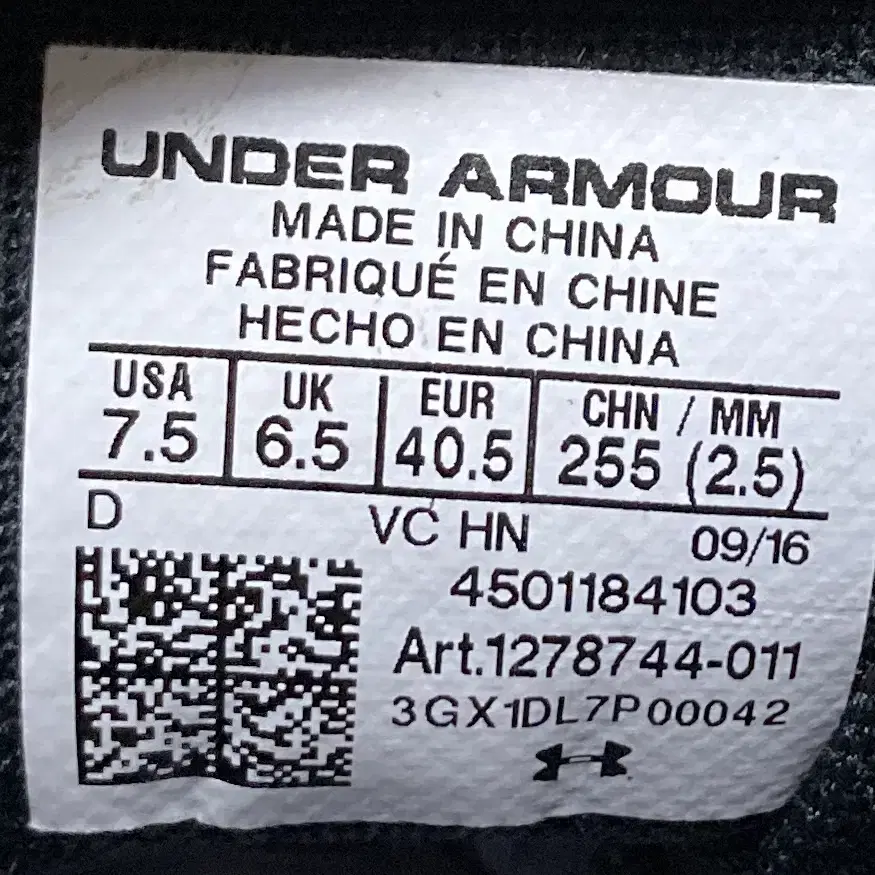 UNDER ARMOUR
MADE IN CHINA
FABRIQUÉ EN CHINE
HECHO EN CHINA
USA UK EUR CHN / MM
7.5 6.5 40.5 255 (2.5)
D VC HN 09/16
4501184103
Art.1278744-011
3GX1DL7P00042